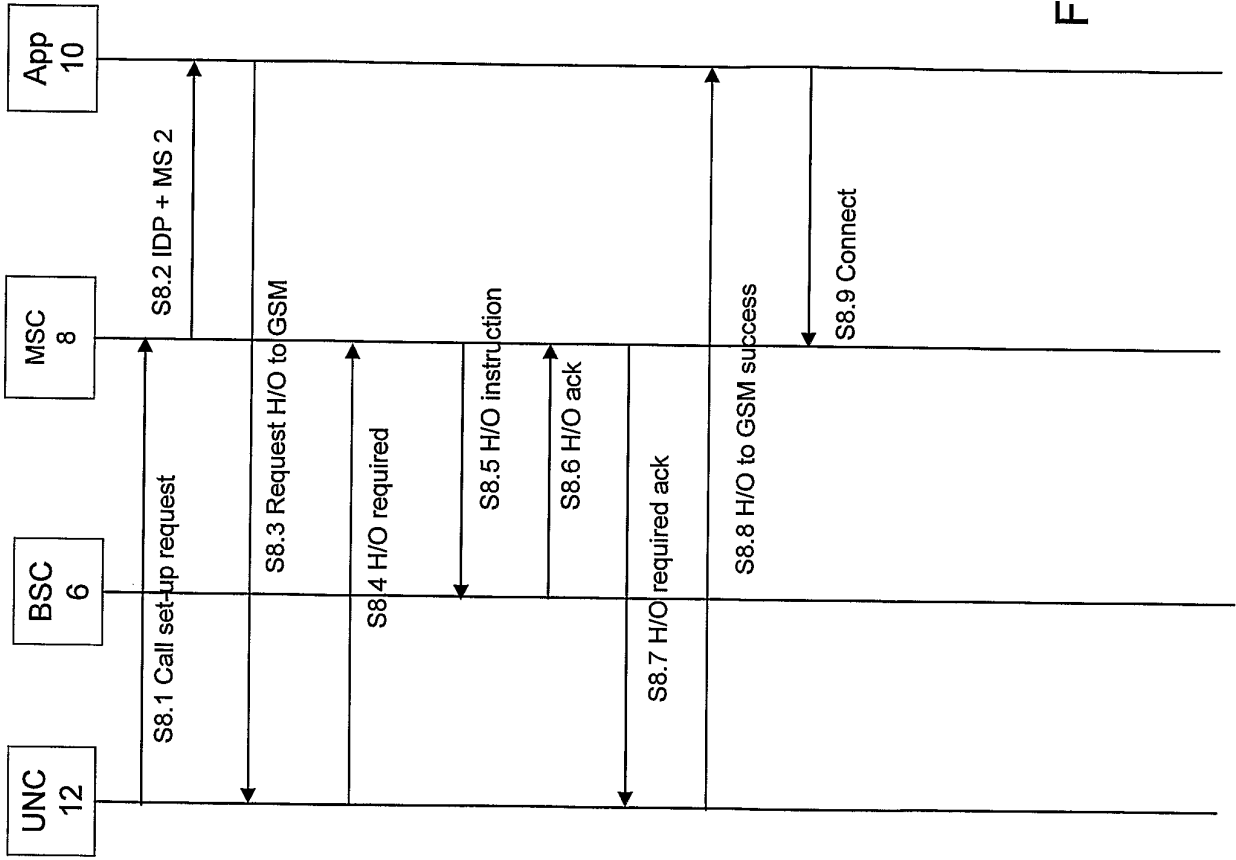 UNC
12
BSC
6
MSC
8
App
10
S8.1 Call set-up request
S8.2 IDP + MS 2
S8.3 Request H/O to GSM
S8.4 H/O required
S8.5 H/O instruction
S8.6 H/O ack
S8.7 H/O required ack
S8.8 H/O to GSM success
S8.9 Connect
F